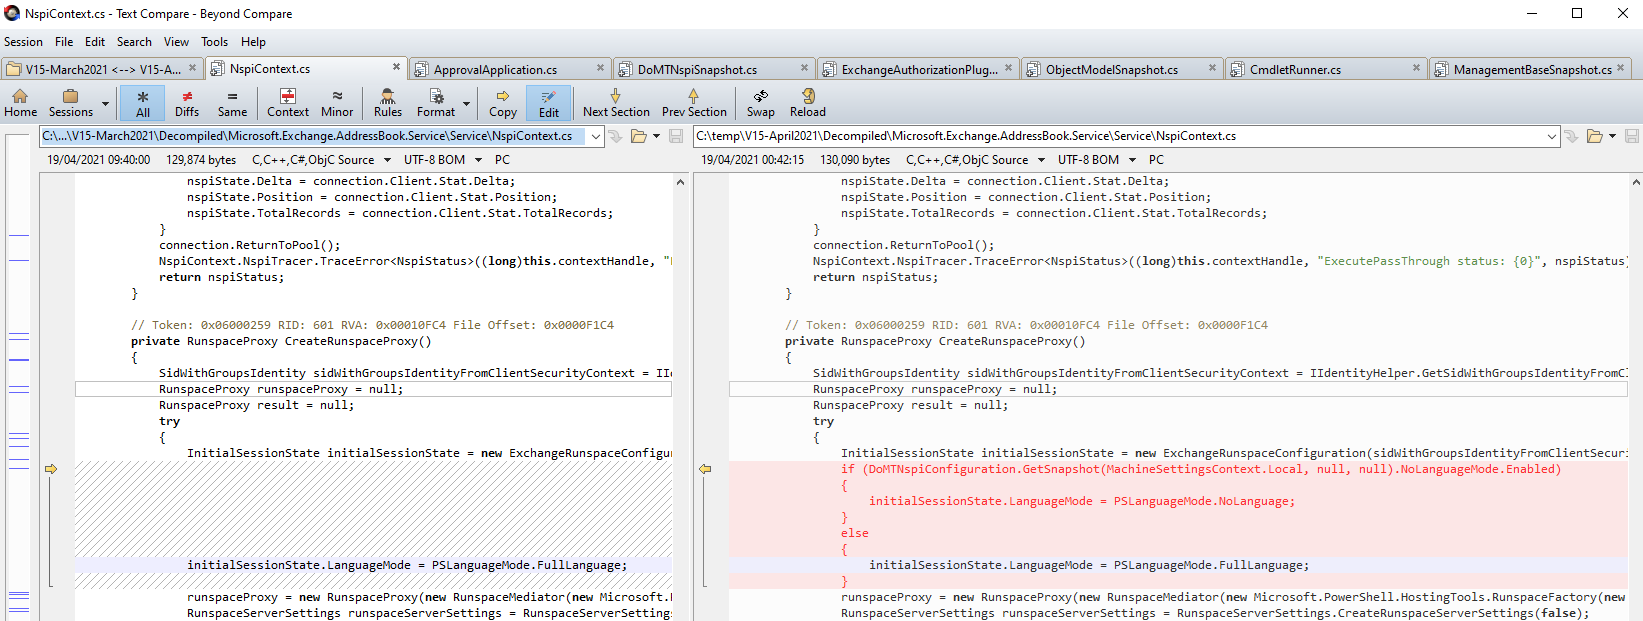 NspiContext.cs - Text Compare - Beyond Compare
Session File Edit Search View Tools Help
V15-March2021 <--> V15-A... NspiContext.cs ApprovalApplication.cs DoMTNspiSnapshot.cs ExchangeAuthorizationPlug... ObjectModelSnapshot.cs CmdletRunner.cs ManagementBaseSnapshot.cs
Home Sessions All Diffs Same Context Minor Rules Format Copy Edit Next Section Prev Section Swap Reload
C:\...\V15-March2021\Decompiled\Microsoft.Exchange.AddressBook.Service\Service\NspiContext.cs
19/04/2021 09:40:00 129,874 bytes C,C++,C#,ObjC Source UTF-8 BOM PC
nspiState.Delta = connection.Client.Stat.Delta;
nspiState.Position = connection.Client.Stat.Position;
nspiState.TotalRecords = connection.Client.Stat.TotalRecords;
}
connection.ReturnToPool();
NspiContext.NspiTracer.TraceError<NspiStatus>((long)this.contextHandle, "
return nspiStatus;
}
// Token: 0x06000259 RID: 601 RVA: 0x00010FC4 File Offset: 0x0000F1C4
private RunspaceProxy CreateRunspaceProxy()
{
SidWithGroupsIdentity sidWithGroupsIdentityFromClientSecurityContext = IId
RunspaceProxy runspaceProxy = null;
RunspaceProxy result = null;
try
{
InitialSessionState initialSessionState = new ExchangeRunspaceConfigur
initialSessionState.LanguageMode = PSLanguageMode.FullLanguage;
runspaceProxy = new RunspaceProxy(new RunspaceMediator(new Microsoft.
RunspaceServerSettings runspaceServerSettings = RunspaceServerSetting
C:\temp\V15-April2021\Decompiled\Microsoft.Exchange.AddressBook.Service\Service\NspiContext.cs
19/04/2021 00:42:15 130,090 bytes C,C++,C#,ObjC Source UTF-8 BOM PC
nspiState.Delta = connection.Client.Stat.Delta;
nspiState.Position = connection.Client.Stat.Position;
nspiState.TotalRecords = connection.Client.Stat.TotalRecords;
}
connection.ReturnToPool();
NspiContext.NspiTracer.TraceError<NspiStatus>((long)this.contextHandle, "ExecutePassThrough status: {0}", nspiStatus)
return nspiStatus;
}
// Token: 0x06000259 RID: 601 RVA: 0x00010FC4 File Offset: 0x0000F1C4
private RunspaceProxy CreateRunspaceProxy()
{
SidWithGroupsIdentity sidWithGroupsIdentityFromClientSecurityContext = IIdentityHelper.GetSidWithGroupsIdentityFromCl
RunspaceProxy runspaceProxy = null;
RunspaceProxy result = null;
try
{
InitialSessionState initialSessionState = new ExchangeRunspaceConfiguration(sidWithGroupsIdentityFromClientSecuri
if (DoMTNspiConfiguration.GetSnapshot(MachineSettingsContext.Local, null, null).NoLanguageMode.Enabled)
{
initialSessionState.LanguageMode = PSLanguageMode.NoLanguage;
}
else
{
initialSessionState.LanguageMode = PSLanguageMode.FullLanguage;
}
runspaceProxy = new RunspaceProxy(new RunspaceMediator(new Microsoft.PowerShell.HostingTools.RunspaceFactory(new
RunspaceServerSettings runspaceServerSettings = RunspaceServerSettings.CreateRunspaceServerSettings(false);